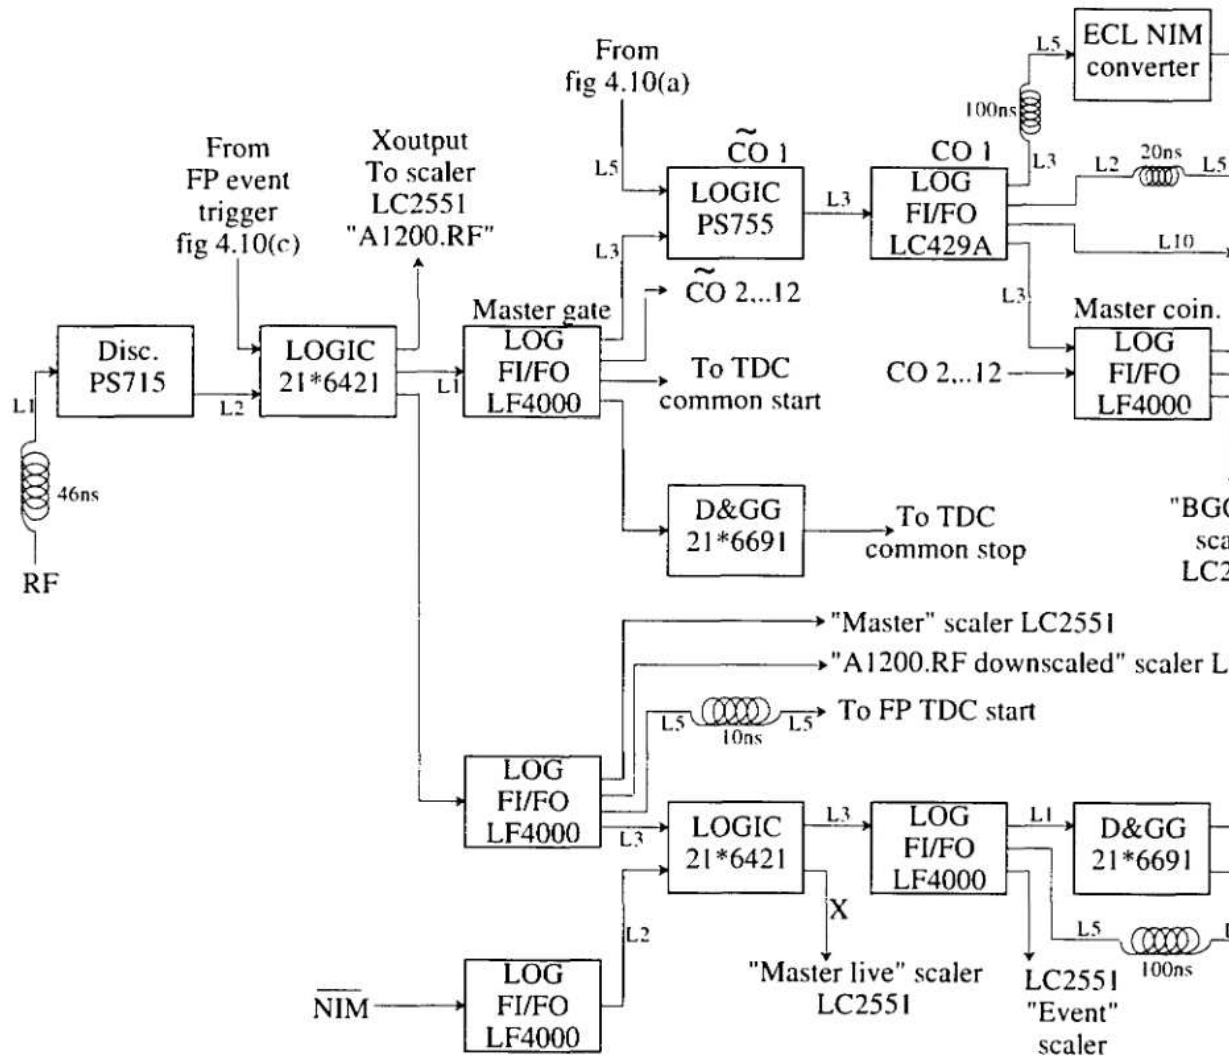 From
fig 4.10(a)
L5
ECL NIM
converter
100ns
L3
From
FP event
trigger
fig 4.10(c)
Xoutput
To scaler
LC2551
"A1200.RF"
L5
L3
C̃O 1
LOGIC
PS755
L3
CO 1
LOG
FI/FO
LC429A
L2
20ns
L5
L10
L3
C̃O 2,..12
Master gate
LOG
FI/FO
LF4000
Disc.
PS715
LOGIC
21*6421
L1
L2
L1
46ns
RF
To TDC
common start
Master coin.
LOG
FI/FO
LF4000
CO 2,..12
D&GG
21*6691
To TDC
common stop
"BGO
LC2
"Master" scaler LC2551
"A1200.RF downscaled" scaler L
L5
10ns
L5
To FP TDC start
LOG
FI/FO
LF4000
L3
LOGIC
21*6421
L3
LOG
FI/FO
LF4000
L1
D&GG
21*6691
X
L2
L5
100ns
"Master live" scaler
LC2551
LC2551
"Event"
scaler
N̅I̅M̅
LOG
FI/FO
LF4000